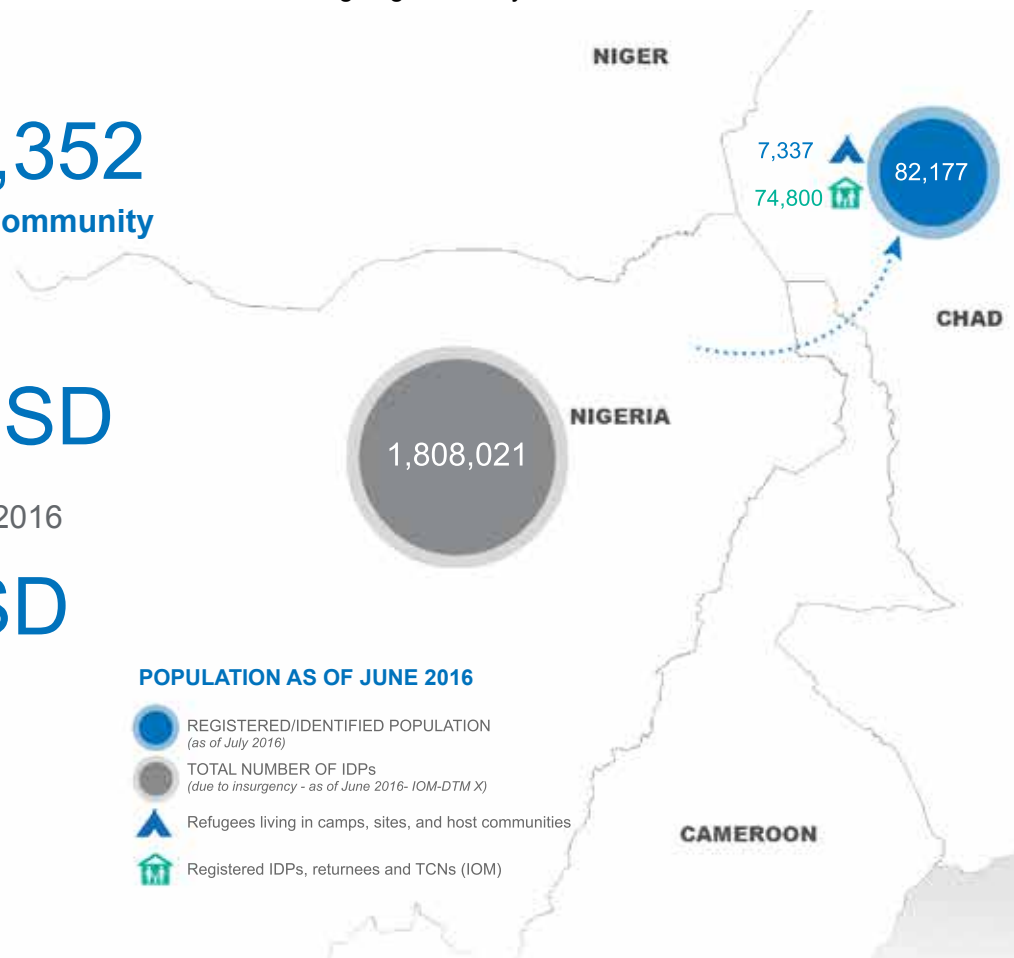 NIGER
,352
7,337
82,177
74,800
ommunity
CHAD
SD
NIGERIA
1,808,021
2016
SD
POPULATION AS OF JUNE 2016
REGISTERED/IDENTIFIED POPULATION
(as of July 2016)
TOTAL NUMBER OF IDPs
(due to insurgency - as of June 2016- IOM-DTM X)
Refugees living in camps, sites, and host communities
CAMEROON
Registered IDPs, returnees and TCNs (IOM)